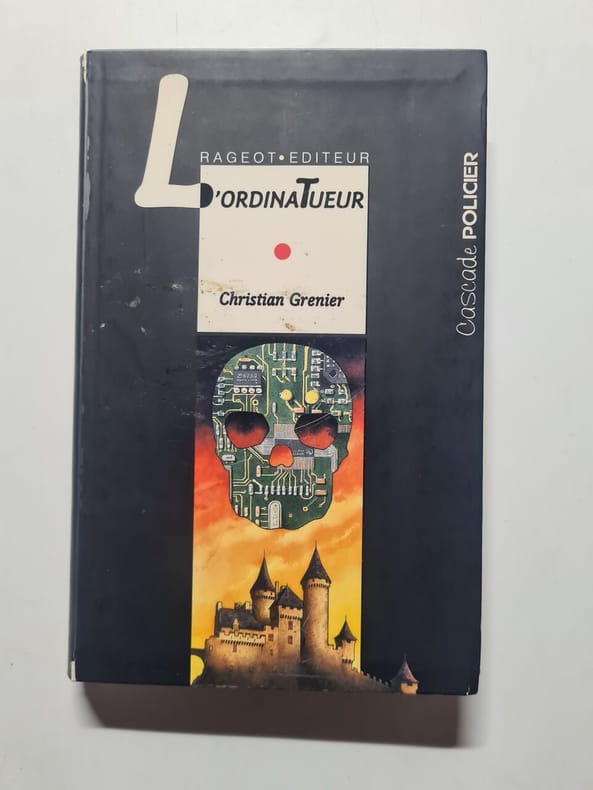 RAGEOT•EDITEUR
L'ORDINATUEUR
Christian Grenier
Cascade POLICIER